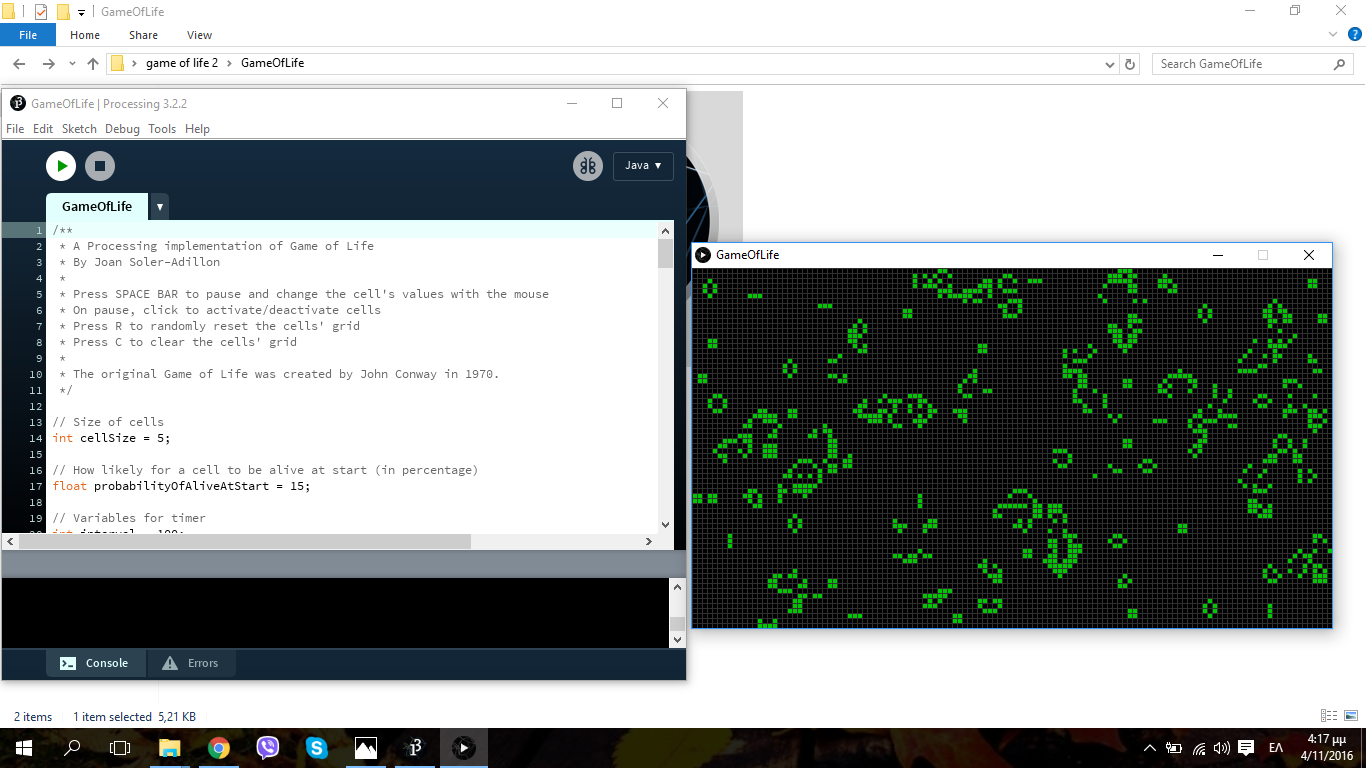 GameOfLife
File Home Share View
game of life 2 GameOfLife Search GameOfLife
GameOfLife | Processing 3.2.2
File Edit Sketch Debug Tools Help
Java
GameOfLife
1 /**
2 * A Processing implementation of Game of Life
3 * By Joan Soler-Adillon
4 *
5 * Press SPACE BAR to pause and change the cell's values with the mouse
6 * On pause, click to activate/deactivate cells
7 * Press R to randomly reset the cells' grid
8 * Press C to clear the cells' grid
9 *
10 * The original Game of Life was created by John Conway in 1970.
11 */
12
13 // Size of cells
14 int cellSize = 5;
15
16 // How likely for a cell to be alive at start (in percentage)
17 float probabilityOfAliveAtStart = 15;
18
19 // Variables for timer
20 int interval = 100;
Console Errors
GameOfLife
2 items 1 item selected 5,21 KB
ΕΛ
4:17 μμ
4/11/2016